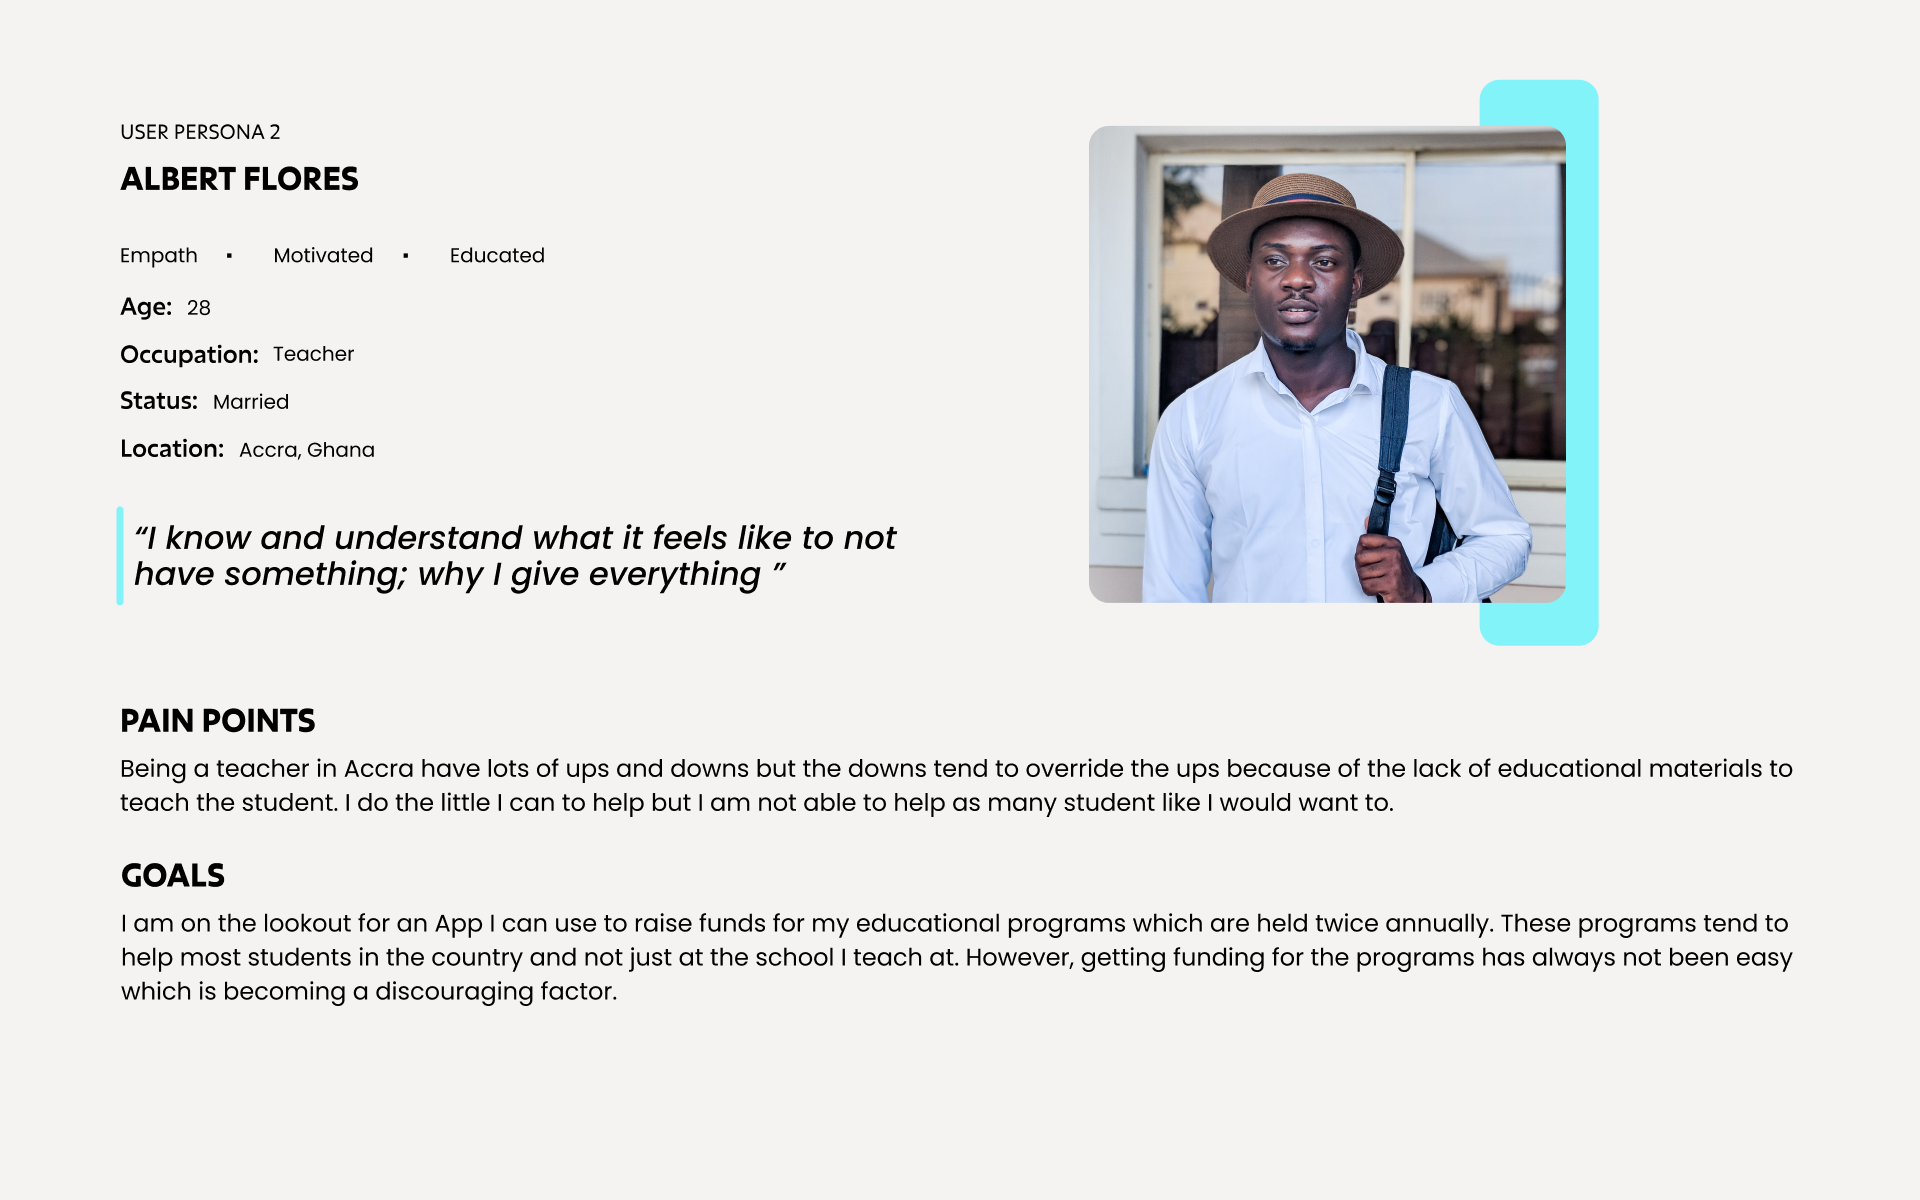 USER PERSONA 2
ALBERT FLORES
Empath ▪ Motivated ▪ Educated
Age: 28
Occupation: Teacher
Status: Married
Location: Accra, Ghana
“I know and understand what it feels like to not
have something; why I give everything ”
PAIN POINTS
Being a teacher in Accra have lots of ups and downs but the downs tend to override the ups because of the lack of educational materials to
teach the student. I do the little I can to help but I am not able to help as many student like I would want to.
GOALS
I am on the lookout for an App I can use to raise funds for my educational programs which are held twice annually. These programs tend to
help most students in the country and not just at the school I teach at. However, getting funding for the programs has always not been easy
which is becoming a discouraging factor.